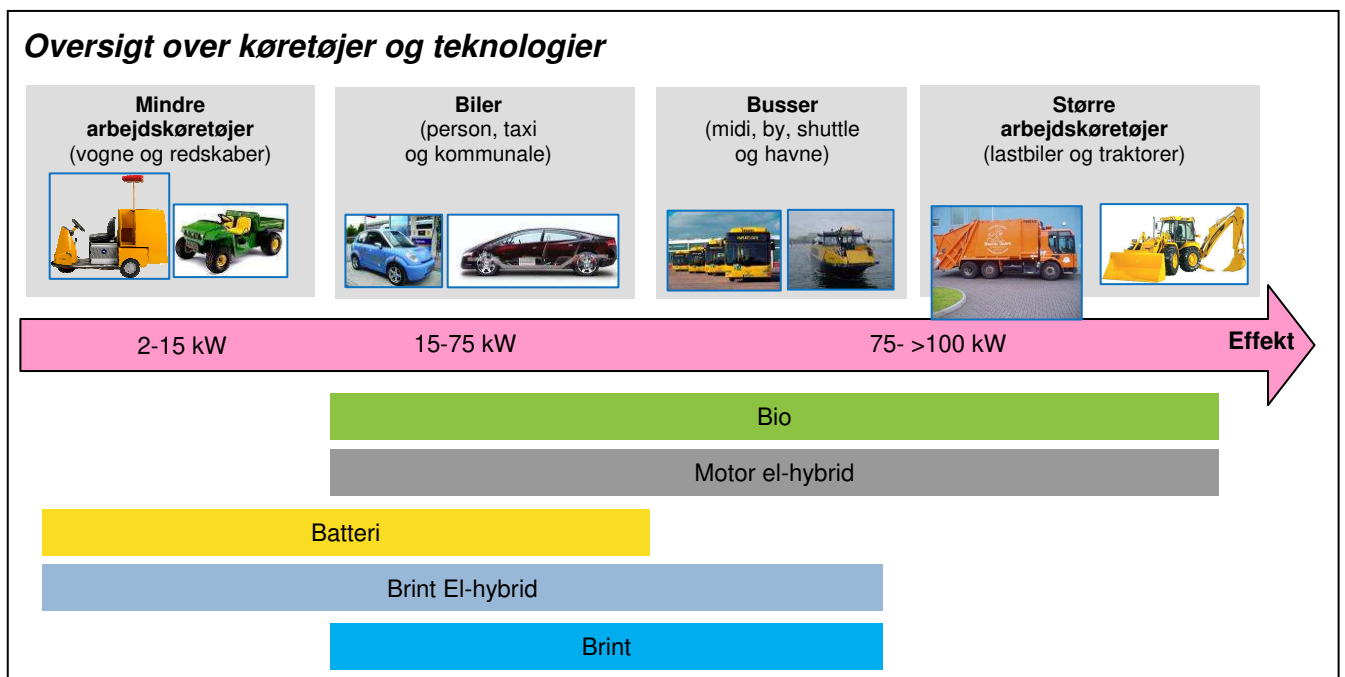 Oversigt over køretøjer og teknologier
Mindre
arbejdskøretøjer
(vogne og redskaber)
Biler
(person, taxi
og kommunale)
Busser
(midi, by, shuttle
og havne)
Større
arbejdskøretøjer
(lastbiler og traktorer)
2-15 kW
15-75 kW
75- >100 kW
Effekt
Bio
Motor el-hybrid
Batteri
Brint El-hybrid
Brint